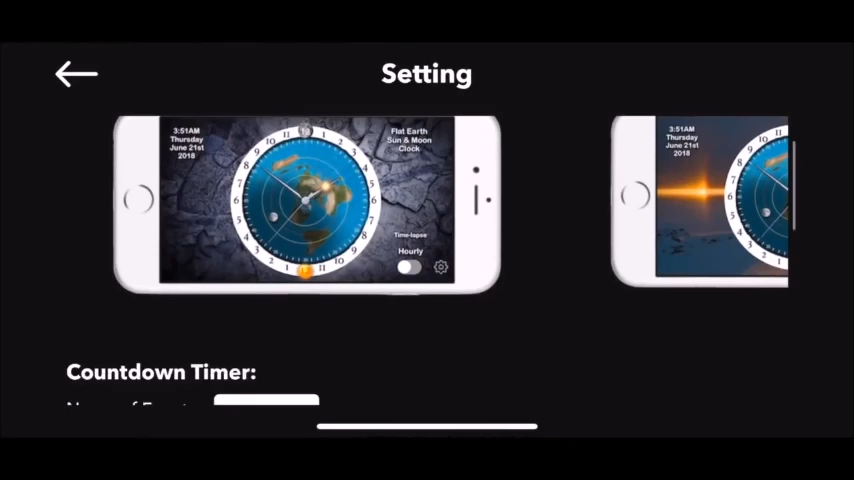 Setting
3:51AM
Thursday
June 21st
2018
Flat Earth
Sun & Moon
Clock
Time-lapse
Hourly
3:51AM
Thursday
June 21st
2018
Countdown Timer: